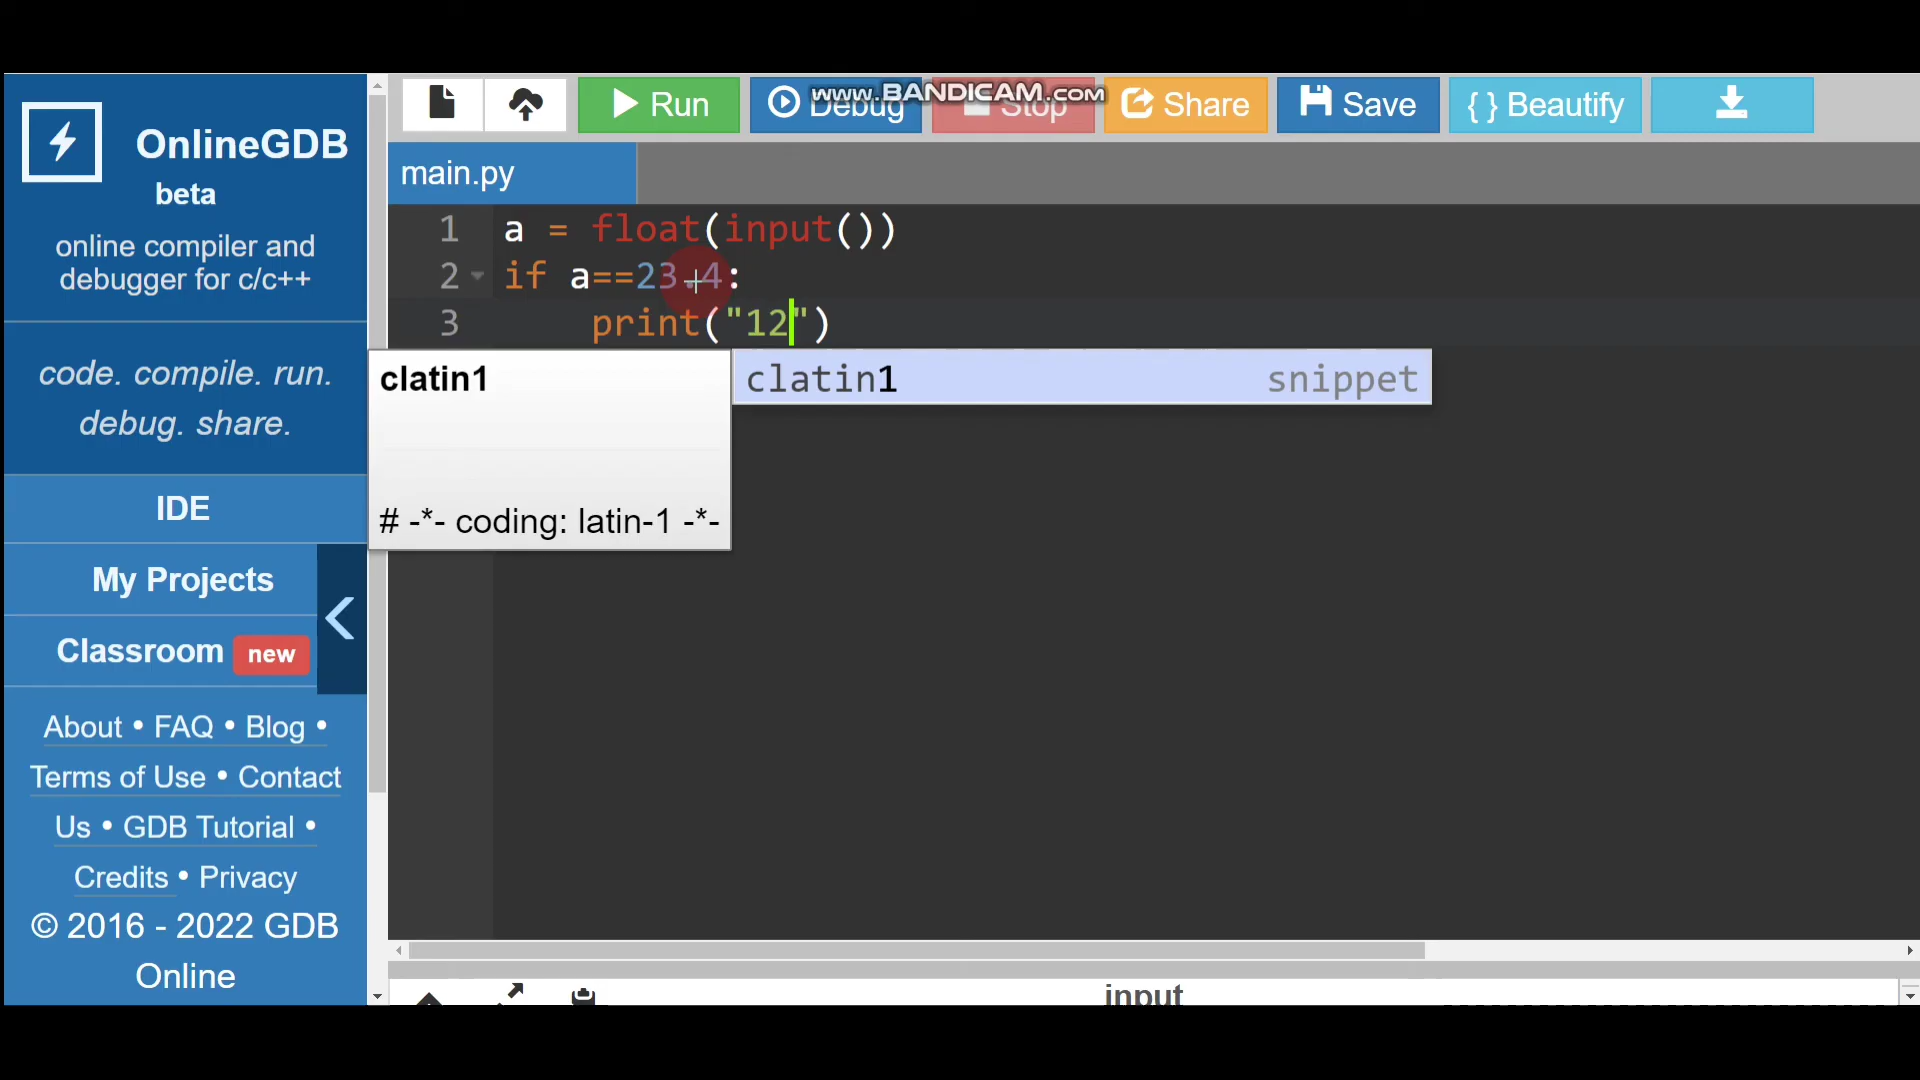 www.BANDICAM.com
OnlineGDB
beta
online compiler and
debugger for c/c++
code. compile. run.
debug. share.
IDE
My Projects
Classroom new
About • FAQ • Blog •
Terms of Use • Contact
Us • GDB Tutorial •
Credits • Privacy
© 2016 - 2022 GDB
Online
Run Debug Stop Share Save { } Beautify
main.py
1 a = float(input())
2 if a==23.4:
3 print("12")
clatin1
# -*- coding: latin-1 -*-
clatin1 snippet
input